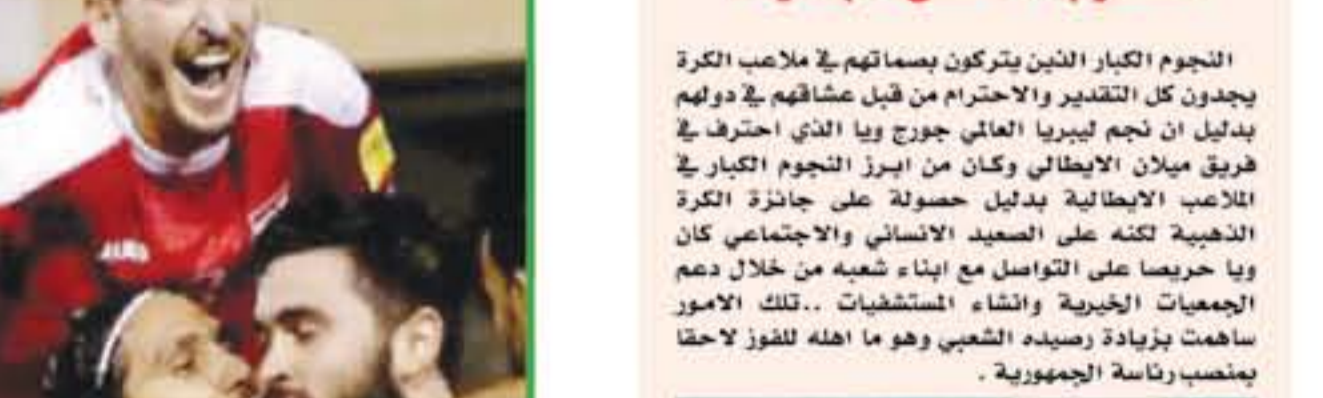 النجوم الكبار الذين يتركون بصماتهم في ملاعب الكرة
يجدون كل التقدير والاحترام من قبل عشاقهم في دولهم
بدليل ان نجم ليبريا العالمي جورج ويا الذي احترف في
فريق ميلان الايطالي وكان من ابرز النجوم الكبار في
الملاعب الايطالية بدليل حصولة على جائزة الكرة
الذهبية لكنه على الصعيد الانساني والاجتماعي كان
ويا حريصا على التواصل مع ابناء شعبه من خلال دعم
الجمعيات الخيرية وانشاء المستشفيات ..تلك الامور
ساهمت بزيادة رصيده الشعبي وهو ما اهله للفوز لاحقا
بمنصب رئاسة الجمهورية .